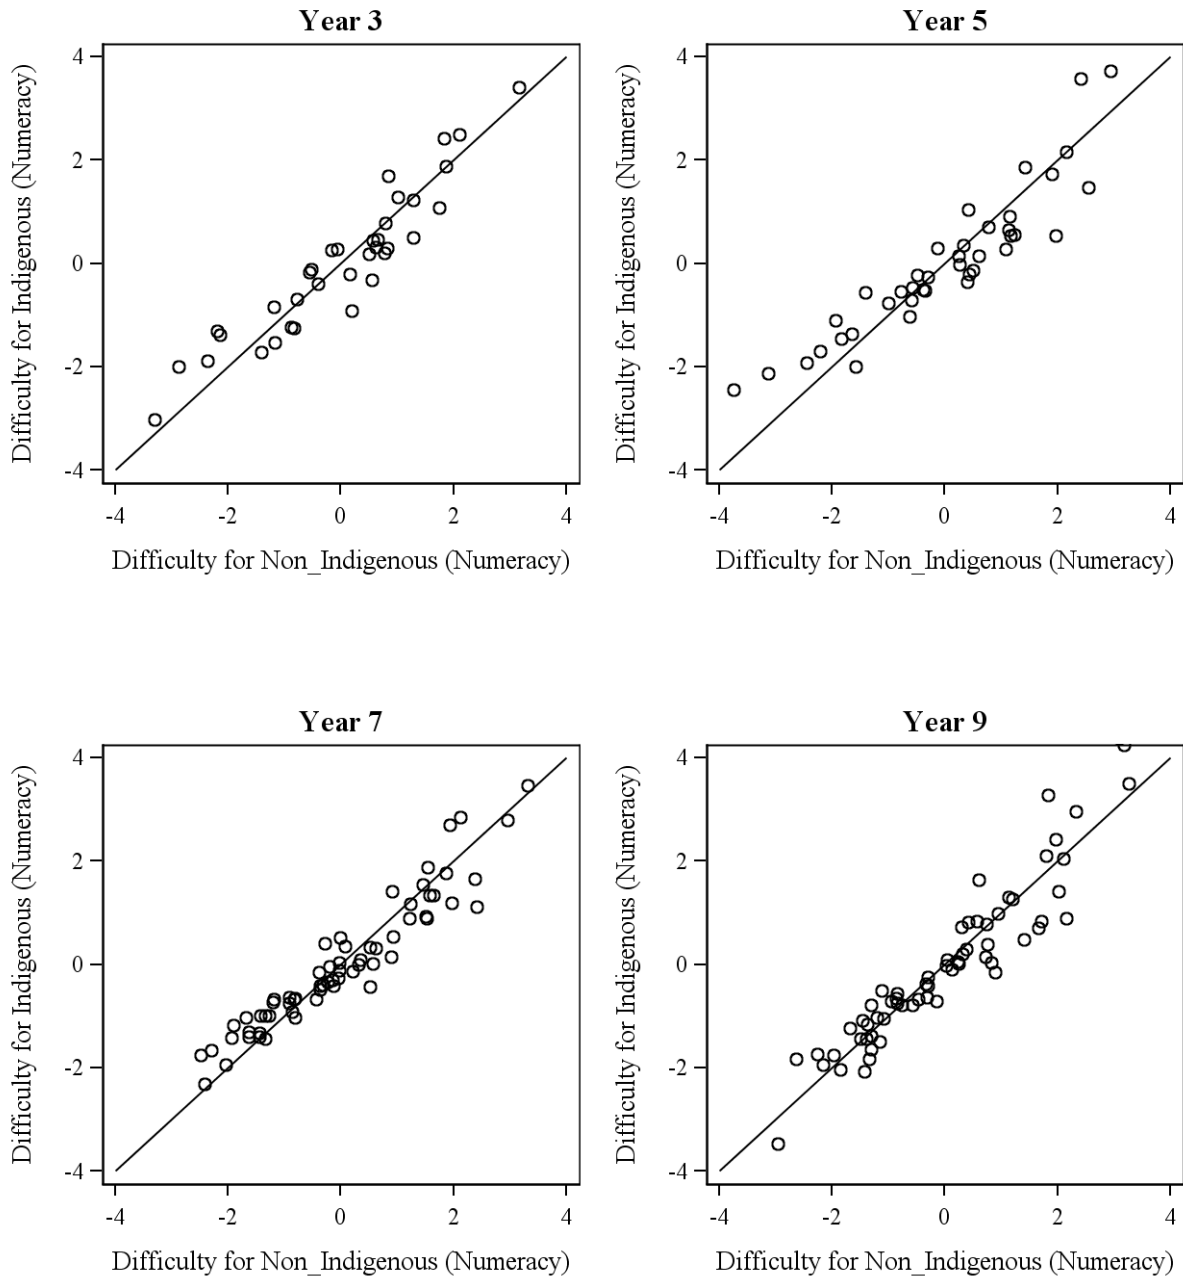 Year 3
Difficulty for Indigenous (Numeracy)
4
2
0
-2
-4
-4 -2 0 2 4
Difficulty for Non_Indigenous (Numeracy)
Year 5
Difficulty for Indigenous (Numeracy)
4
2
0
-2
-4
-4 -2 0 2 4
Difficulty for Non_Indigenous (Numeracy)
Year 7
Difficulty for Indigenous (Numeracy)
4
2
0
-2
-4
-4 -2 0 2 4
Difficulty for Non_Indigenous (Numeracy)
Year 9
Difficulty for Indigenous (Numeracy)
4
2
0
-2
-4
-4 -2 0 2 4
Difficulty for Non_Indigenous (Numeracy)